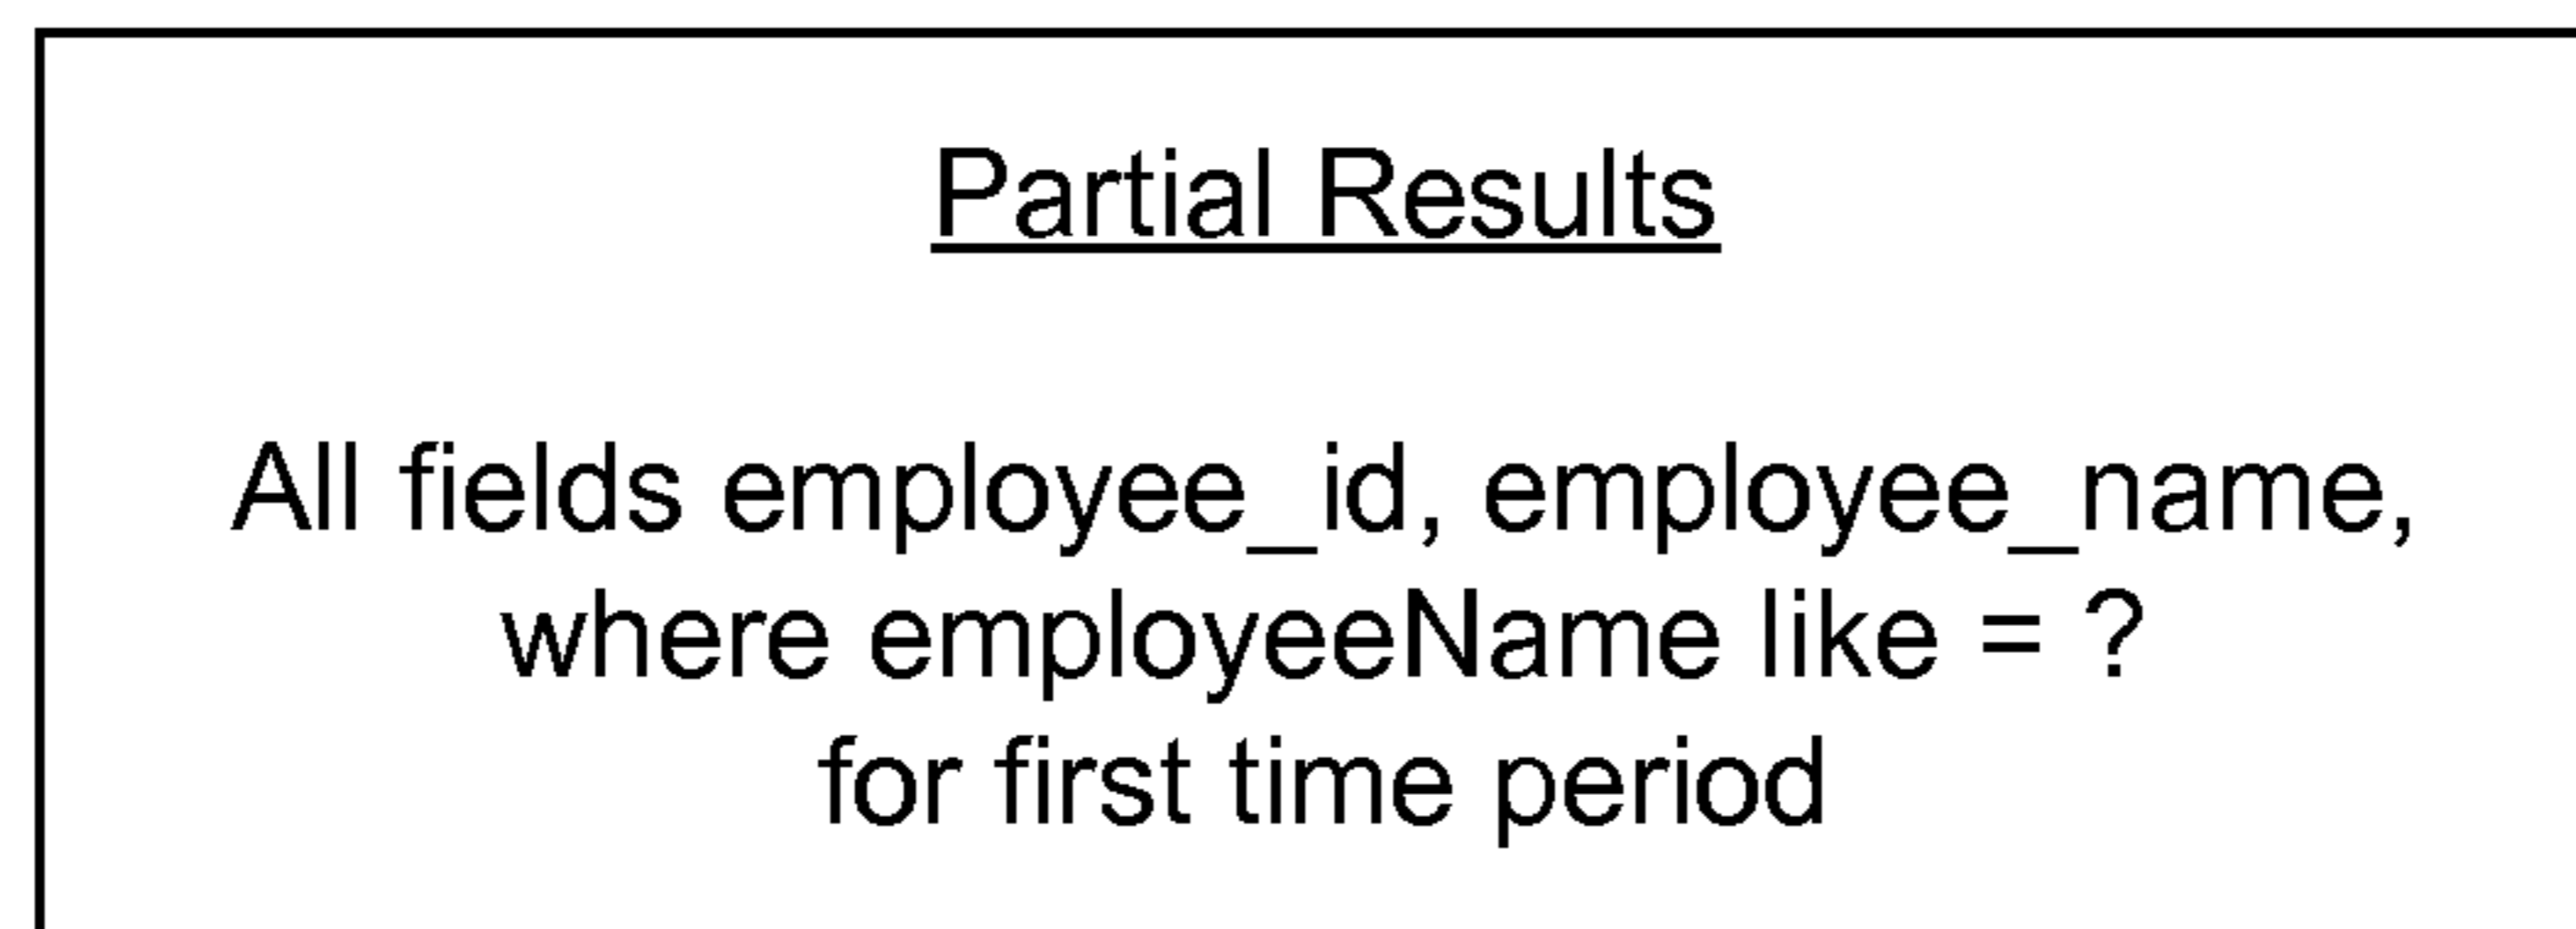 Partial Results
All fields employee_id, employee_name,
where employeeName like = ?
for first time period